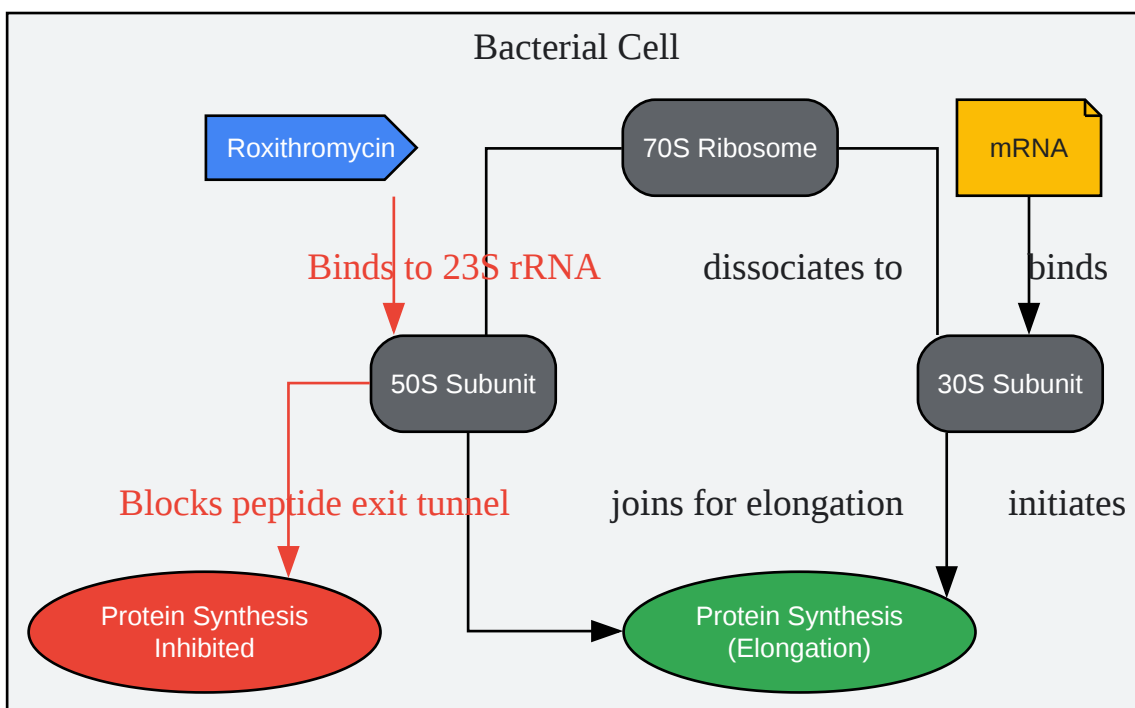 Bacterial Cell
Roxithromycin
70S Ribosome
mRNA
Binds to 23S rRNA
dissociates to
binds
50S Subunit
30S Subunit
Blocks peptide exit tunnel
joins for elongation
initiates
Protein Synthesis
Inhibited
Protein Synthesis
(Elongation)